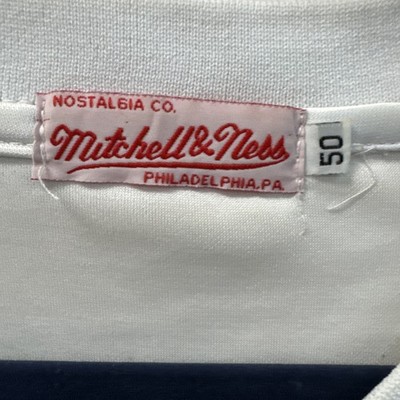 NOSTALGIA CO.
Mitchell & Ness
PHILADELPHIA, PA.
50